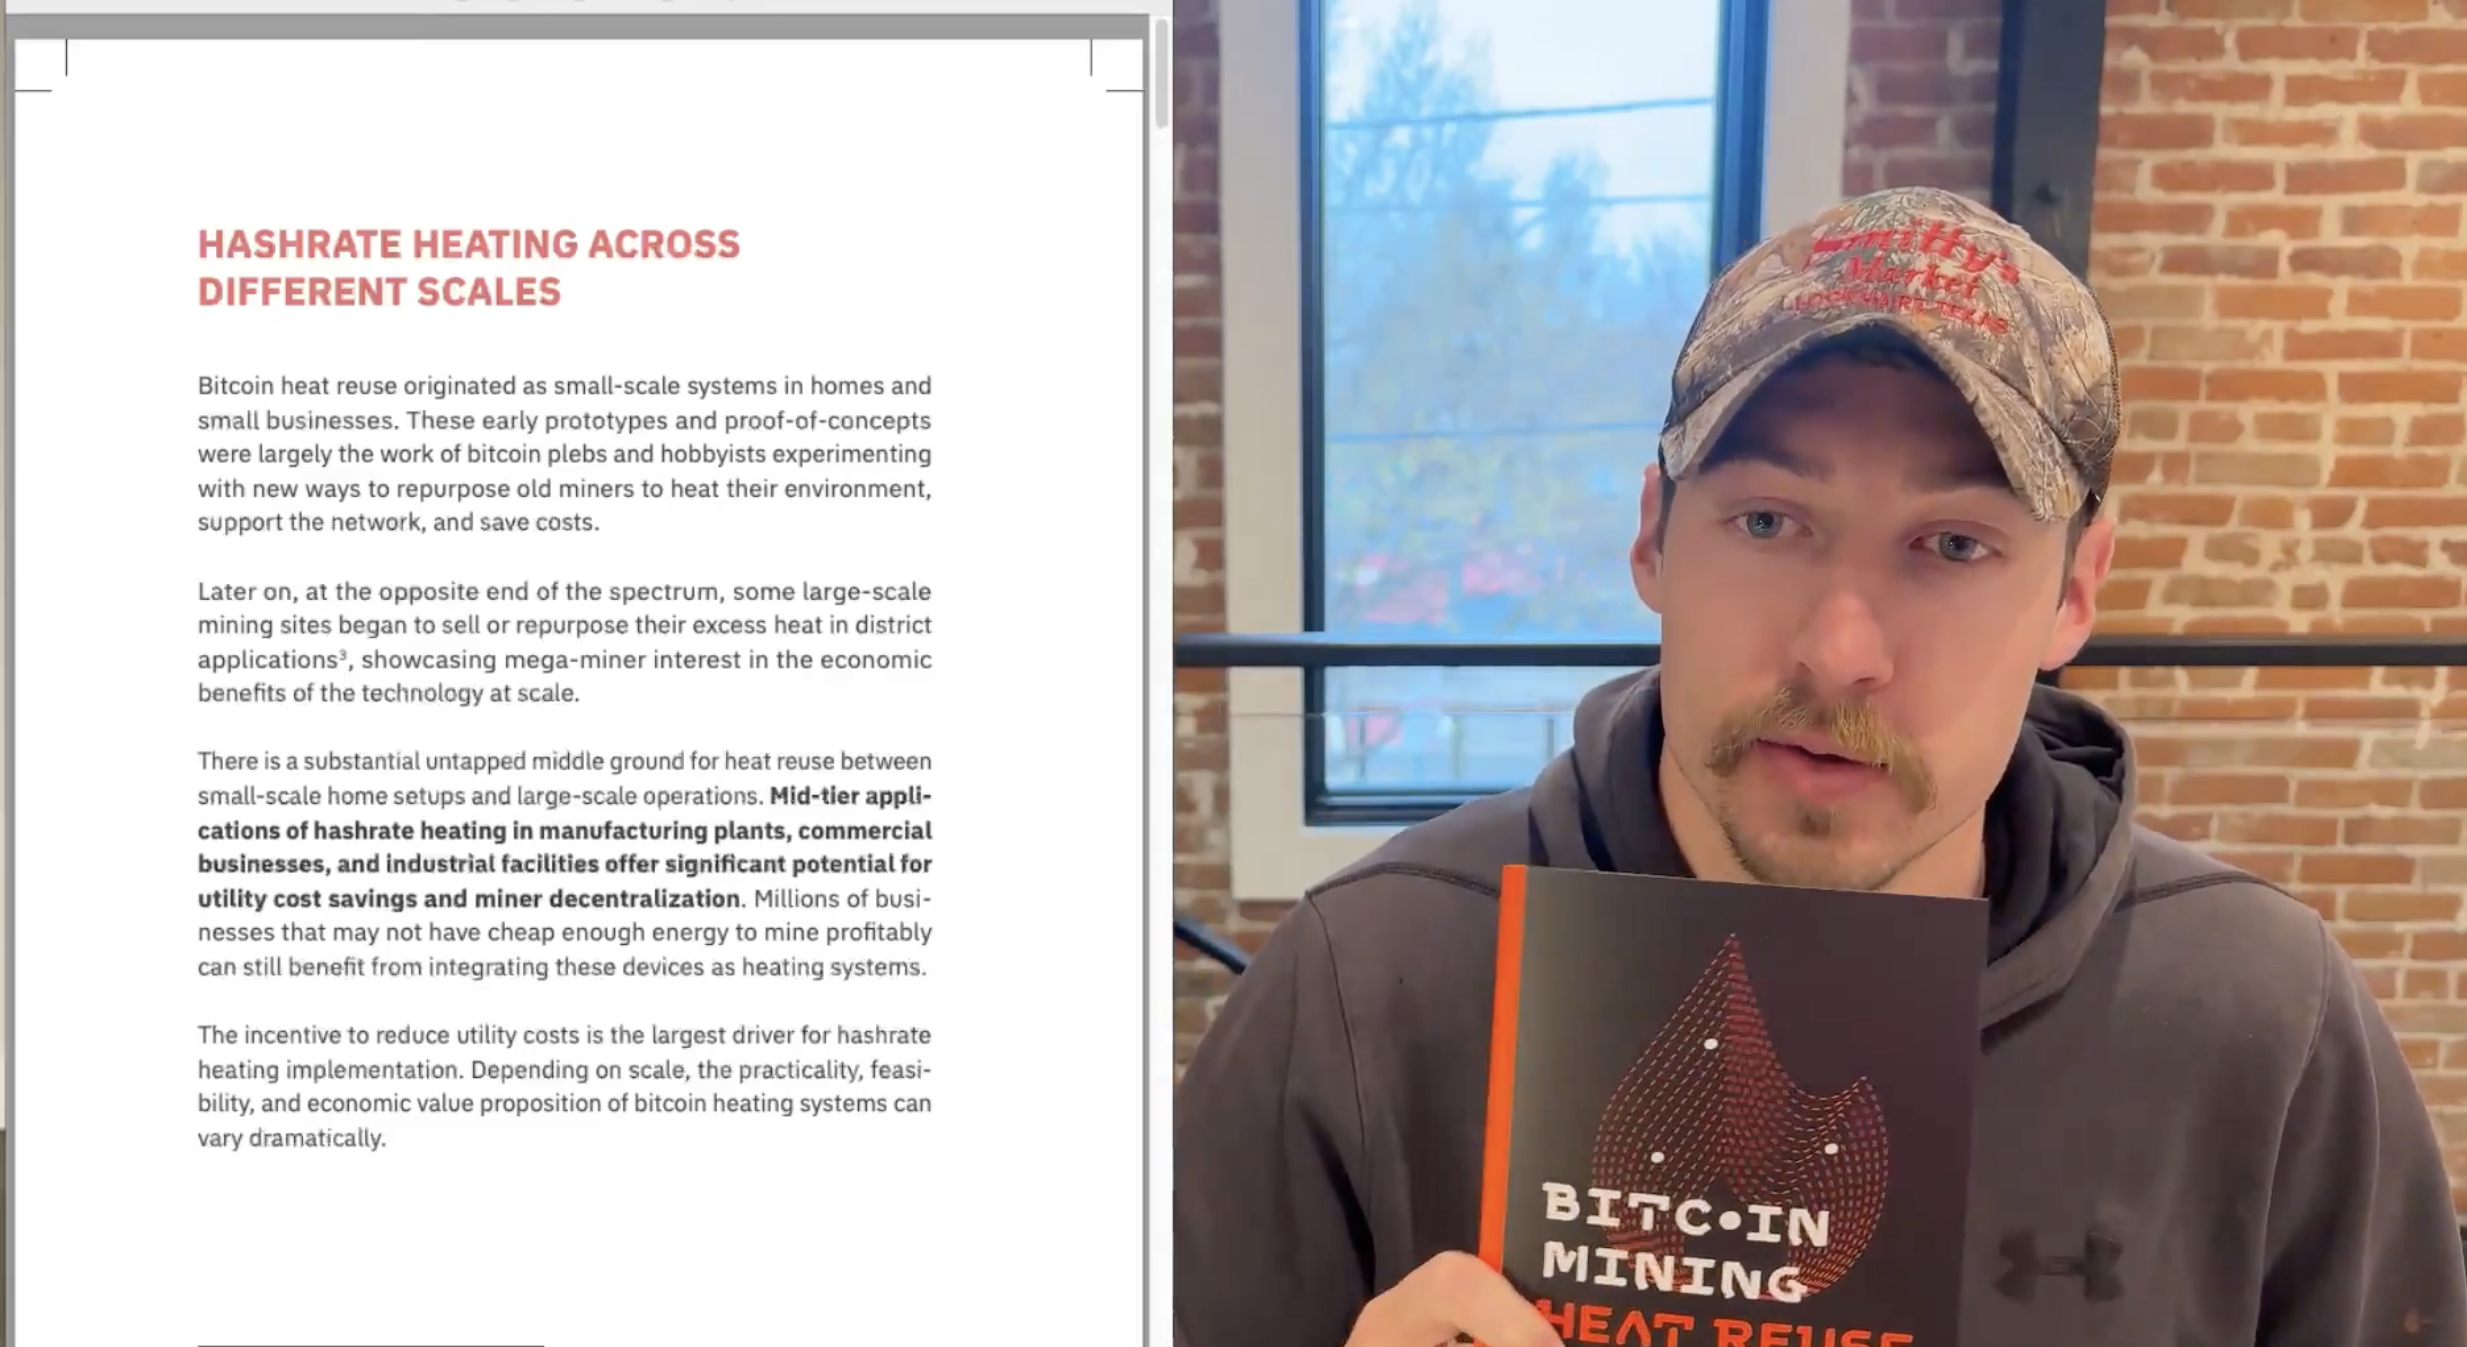 HASHRATE HEATING ACROSS
DIFFERENT SCALES
Bitcoin heat reuse originated as small-scale systems in homes and
small businesses. These early prototypes and proof-of-concepts
were largely the work of bitcoin plebs and hobbyists experimenting
with new ways to repurpose old miners to heat their environment,
support the network, and save costs.
Later on, at the opposite end of the spectrum, some large-scale
mining sites began to sell or repurpose their excess heat in district
applications³, showcasing mega-miner interest in the economic
benefits of the technology at scale.
There is a substantial untapped middle ground for heat reuse between
small-scale home setups and large-scale operations. Mid-tier appli-
cations of hashrate heating in manufacturing plants, commercial
businesses, and industrial facilities offer significant potential for
utility cost savings and miner decentralization. Millions of busi-
nesses that may not have cheap enough energy to mine profitably
can still benefit from integrating these devices as heating systems.
The incentive to reduce utility costs is the largest driver for hashrate
heating implementation. Depending on scale, the practicality, feasi-
bility, and economic value proposition of bitcoin heating systems can
vary dramatically.
Smitty's
Market
LOCKHART, TEXAS
BITC•IN
MINING
HEAT REUSE